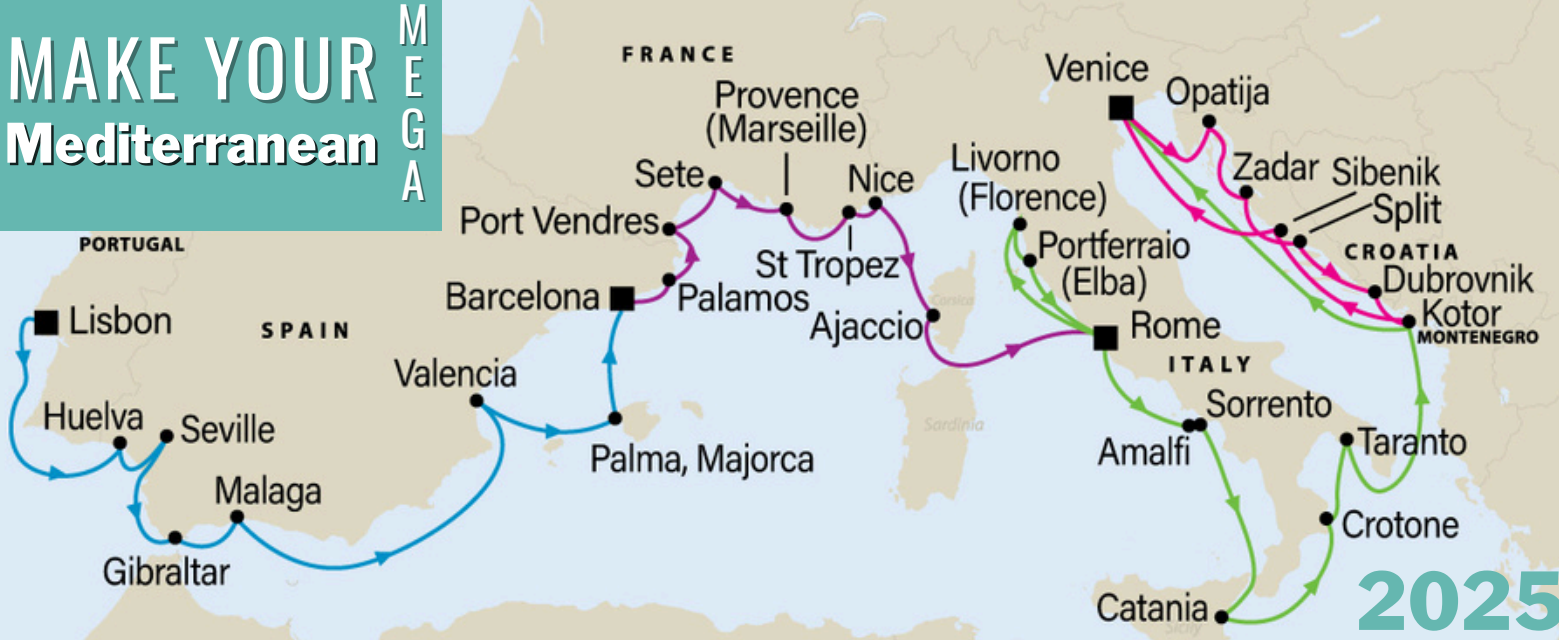 MAKE YOUR
Mediterranean
MEGA
FRANCE
Venice
Opatija
Provence
(Marseille)
Sete
Nice
Livorno
(Florence)
Zadar
Sibenik
Split
Port Vendres
PORTUGAL
St Tropez
Portferraio
(Elba)
CROATIA
Dubrovnik
Barcelona
Palamos
Corsica
Lisbon
SPAIN
Ajaccio
Rome
Kotor
MONTENEGRO
ITALY
Valencia
Huelva
Seville
Palma, Majorca
Sardinia
Sorrento
Amalfi
Taranto
Malaga
Crotone
Gibraltar
Catania
Sicily
2025